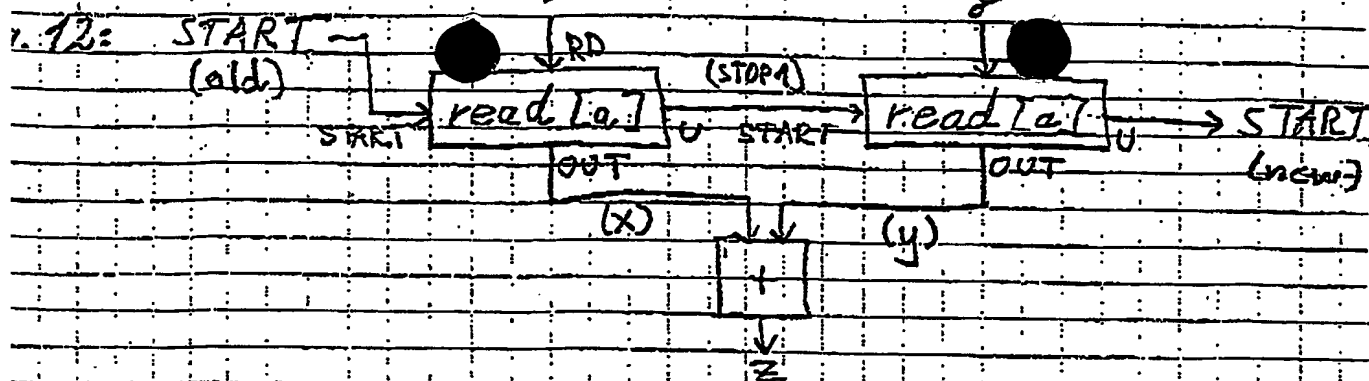 12: START
(old)
RD
(STOP1)
START
read [a]
U
START
read [a]
U
START
(new)
OUT
OUT
(x)
(y)
+
Z